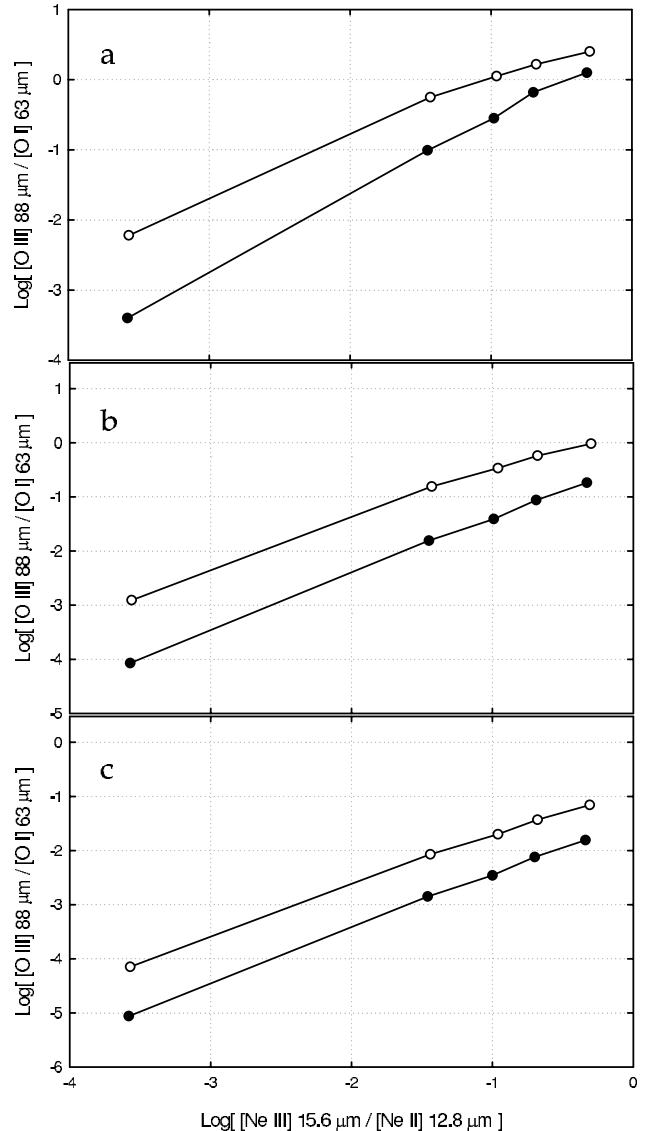 1
a
0
-1
-2
-3
-4
Log[ [O III] 88 μm / [O I] 63 μm ]
1
b
0
-1
-2
-3
-4
-5
Log[ [O III] 88 μm / [O I] 63 μm ]
0
c
-1
-2
-3
-4
-5
-6
Log[ [O III] 88 μm / [O I] 63 μm ]
-4 -3 -2 -1 0
Log[ [Ne III] 15.6 μm / [Ne II] 12.8 μm ]